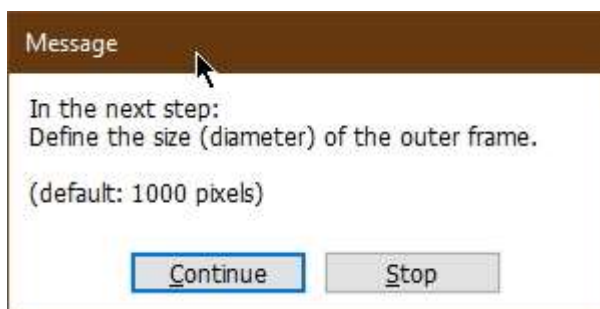 Message
In the next step:
Define the size (diameter) of the outer frame.
(default: 1000 pixels)
Continue Stop